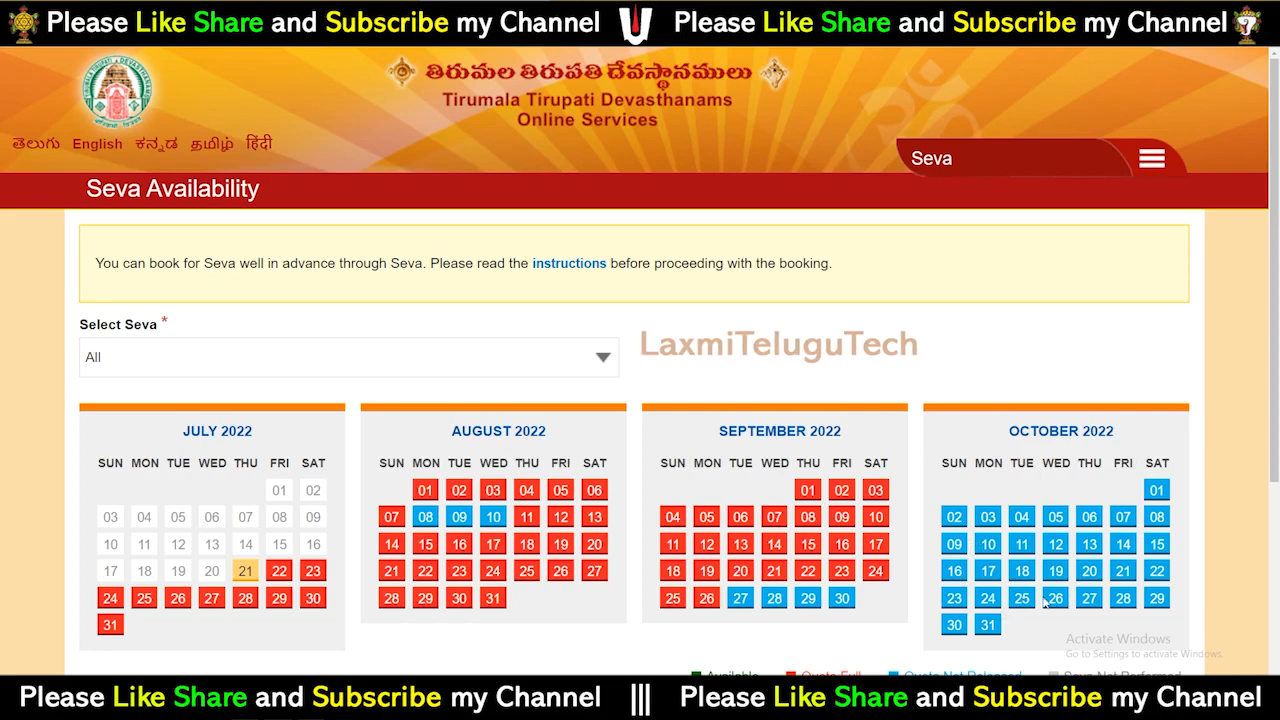 Please Like Share and Subscribe my Channel Please Like Share and Subscribe my Channel
తిరుమల తిరుపతి దేవస్థానములు
Tirumala Tirupati Devasthanams
Online Services
తెలుగు English ಕನ್ನಡ தமிழ் हिंदी
Seva
Seva Availability
You can book for Seva well in advance through Seva. Please read the instructions before proceeding with the booking.
Select Seva *
All
LaxmiTeluguTech
JULY 2022
SUN MON TUE WED THU FRI SAT
01 02
03 04 05 06 07 08 09
10 11 12 13 14 15 16
17 18 19 20 21 22 23
24 25 26 27 28 29 30
31
AUGUST 2022
SUN MON TUE WED THU FRI SAT
01 02 03 04 05 06
07 08 09 10 11 12 13
14 15 16 17 18 19 20
21 22 23 24 25 26 27
28 29 30 31
SEPTEMBER 2022
SUN MON TUE WED THU FRI SAT
01 02 03
04 05 06 07 08 09 10
11 12 13 14 15 16 17
18 19 20 21 22 23 24
25 26 27 28 29 30
OCTOBER 2022
SUN MON TUE WED THU FRI SAT
01
02 03 04 05 06 07 08
09 10 11 12 13 14 15
16 17 18 19 20 21 22
23 24 25 26 27 28 29
30 31
Activate Windows
Go to Settings to activate Windows.
Available Quota Full Quota Not Released Seva Not Performed
Please Like Share and Subscribe my Channel ||| Please Like Share and Subscribe my Channel